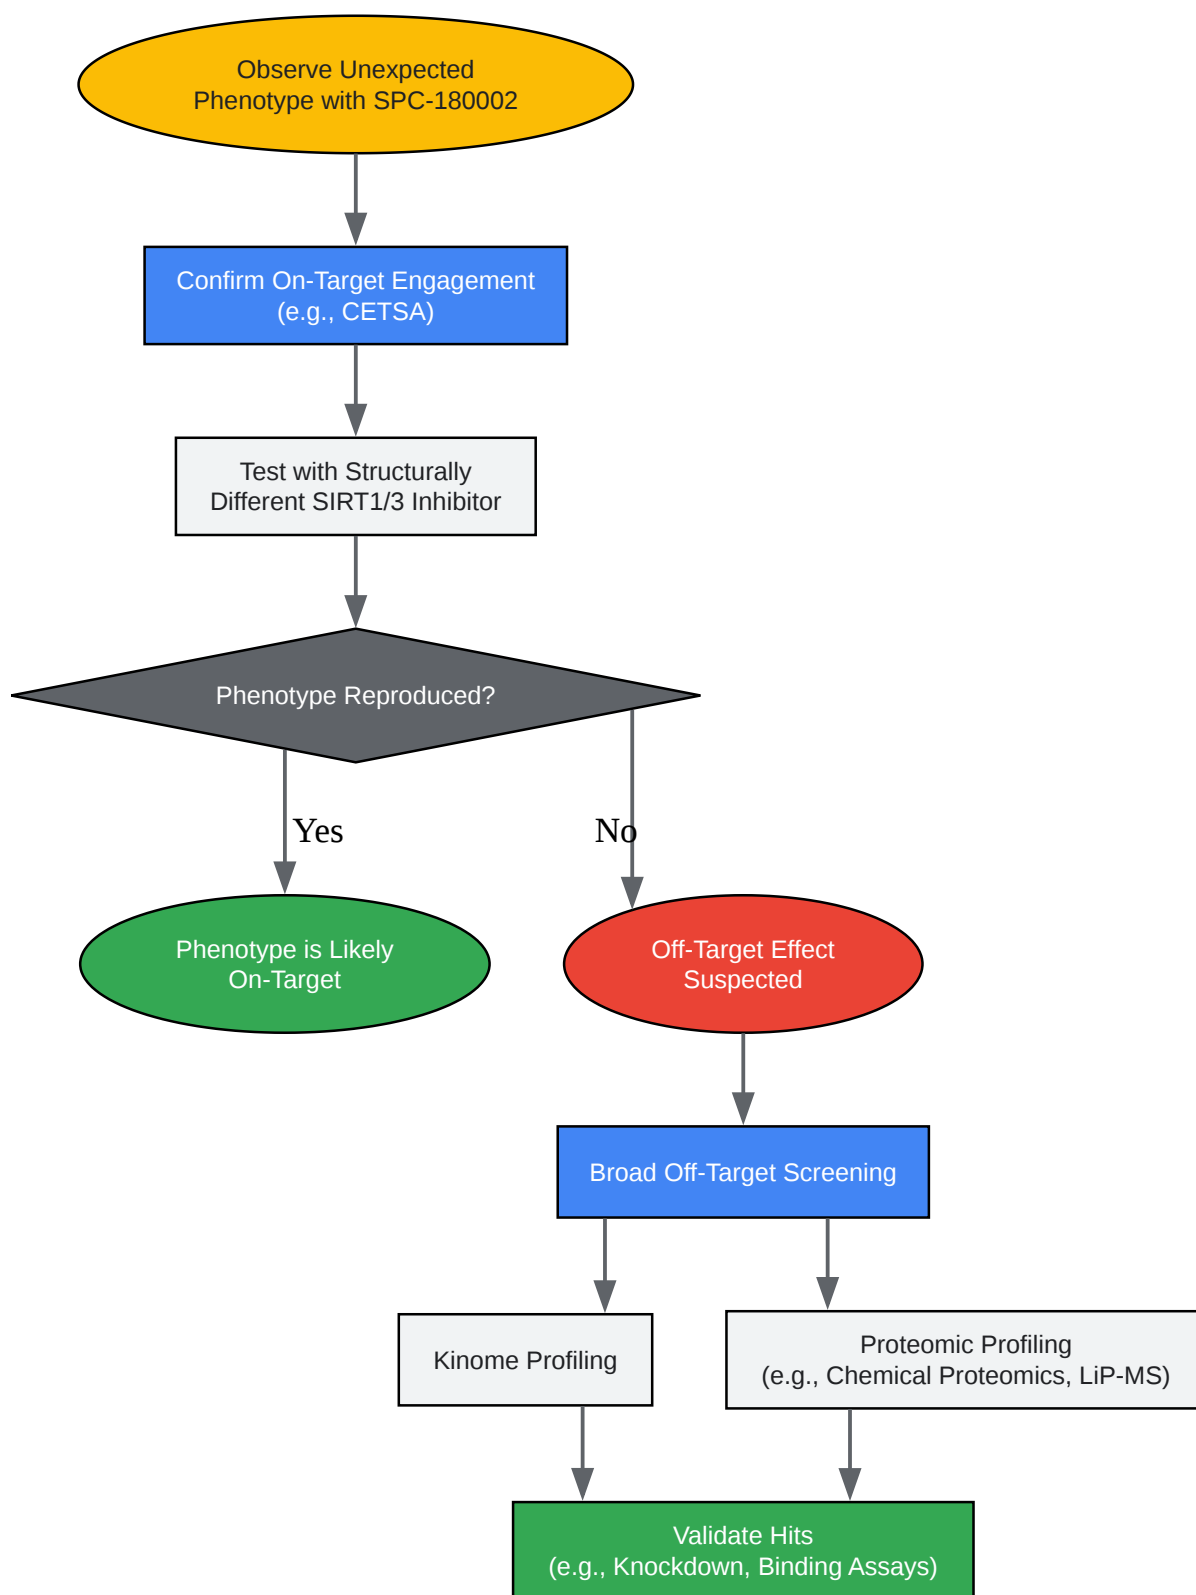 Observe Unexpected
Phenotype with SPC-180002
Confirm On-Target Engagement
(e.g., CETSA)
Test with Structurally
Different SIRT1/3 Inhibitor
Phenotype Reproduced?
Yes
No
Phenotype is Likely
On-Target
Off-Target Effect
Suspected
Broad Off-Target Screening
Kinome Profiling
Proteomic Profiling
(e.g., Chemical Proteomics, LiP-MS)
Validate Hits
(e.g., Knockdown, Binding Assays)